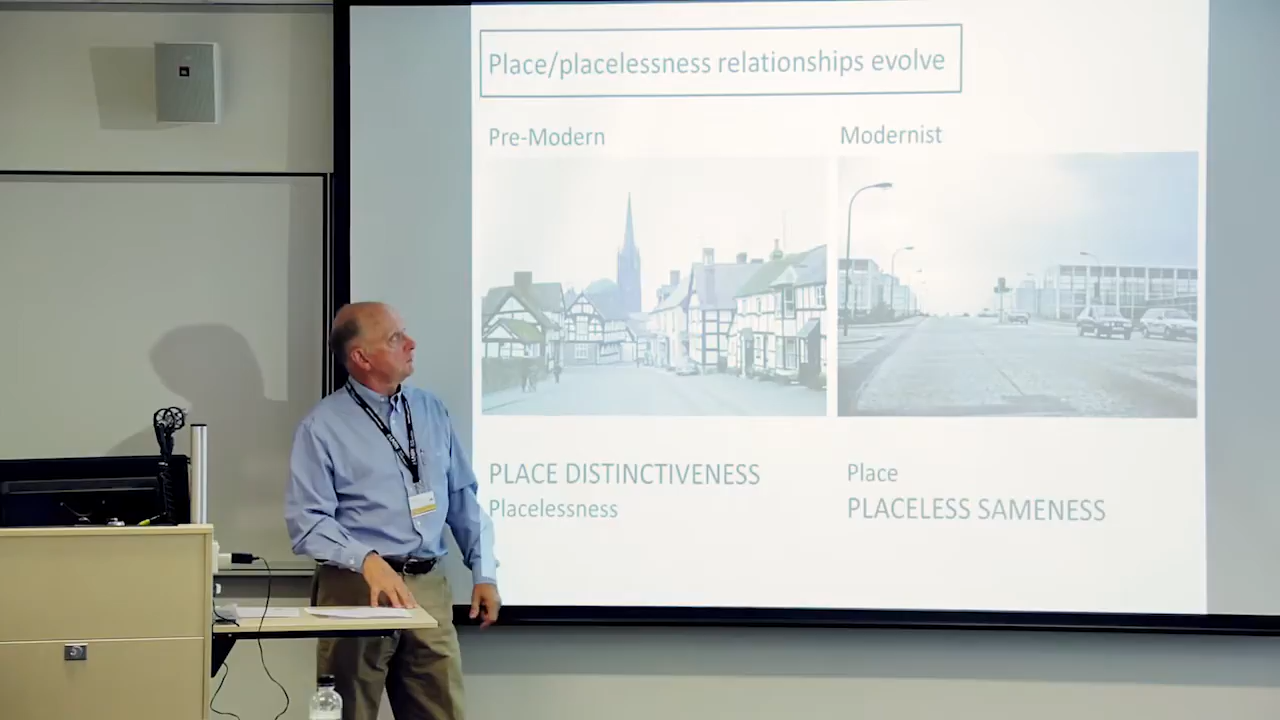 Place/placelessness relationships evolve
Pre-Modern
Modernist
PLACE DISTINCTIVENESS
Placelessness
Place
PLACELESS SAMENESS